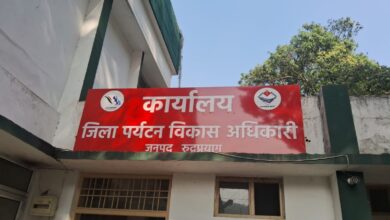 कार्यालय
जिला पर्यटन विकास अधिकारी
जनपद रुद्रप्रयाग